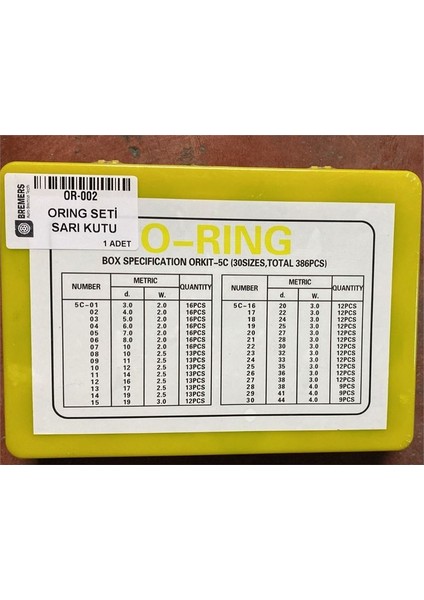 BREMERS
OR-002
ORING SETİ
SARI KUTU
1 ADET
O-RING
BOX SPECIFICATION ORKIT-5C (30SIZES,TOTAL 386PCS)
NUMBER METRIC QUANTITY NUMBER METRIC QUANTITY
d. W. d. W.
5C-01 3.0 2.0 16PCS 5C-16 20 3.0 12PCS
02 4.0 2.0 16PCS 17 22 3.0 12PCS
03 5.0 2.0 16PCS 18 24 3.0 12PCS
04 6.0 2.0 16PCS 19 25 3.0 12PCS
05 7.0 2.0 16PCS 20 27 3.0 12PCS
06 8.0 2.0 16PCS 21 28 3.0 12PCS
07 22 30 3.0 12PCS
08 10 2.5 13PCS 23 32 3.0 12PCS
09 11 2.5 13PCS 24 33 3.0 12PCS
10 12 2.5 13PCS 25 35 3.0 12PCS
11 14 2.5 13PCS 26 36 3.0 12PCS
12 16 2.5 13PCS 27 38 3.0 12PCS
13 17 2.5 13PCS 28 38 4.0 9PCS
14 19 2.5 13PCS 29 41 4.0 9PCS
15 19 3.0 12PCS 30 44 4.0 9PCS